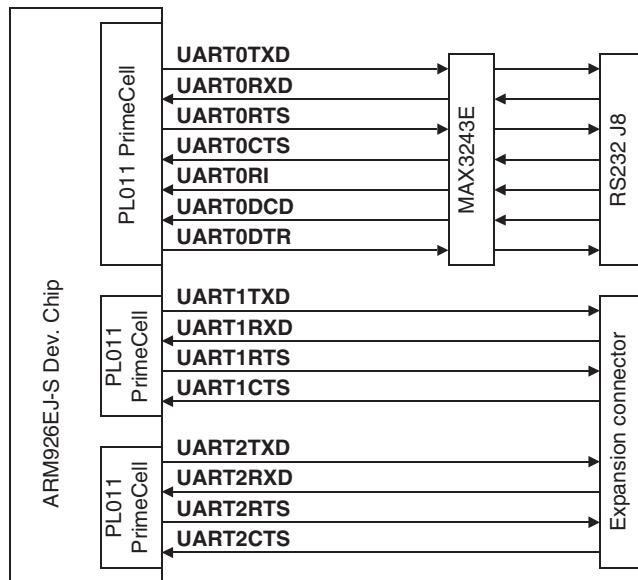 ARM926EJ-S Dev. Chip
PL011 PrimeCell
UART0TXD
UART0RXD
UART0RTS
UART0CTS
UART0RI
UART0DCD
UART0DTR
MAX3243E
RS232 J8
PL011
PrimeCell
UART1TXD
UART1RXD
UART1RTS
UART1CTS
PL011
PrimeCell
UART2TXD
UART2RXD
UART2RTS
UART2CTS
Expansion connector